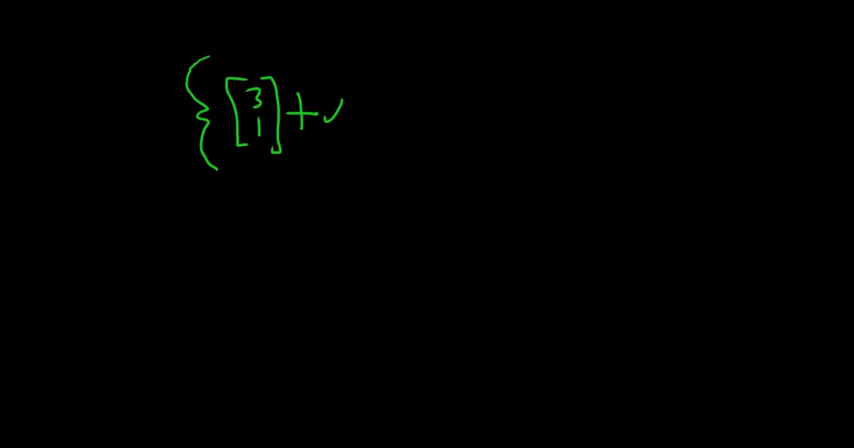 { [ 3 1 ] + v